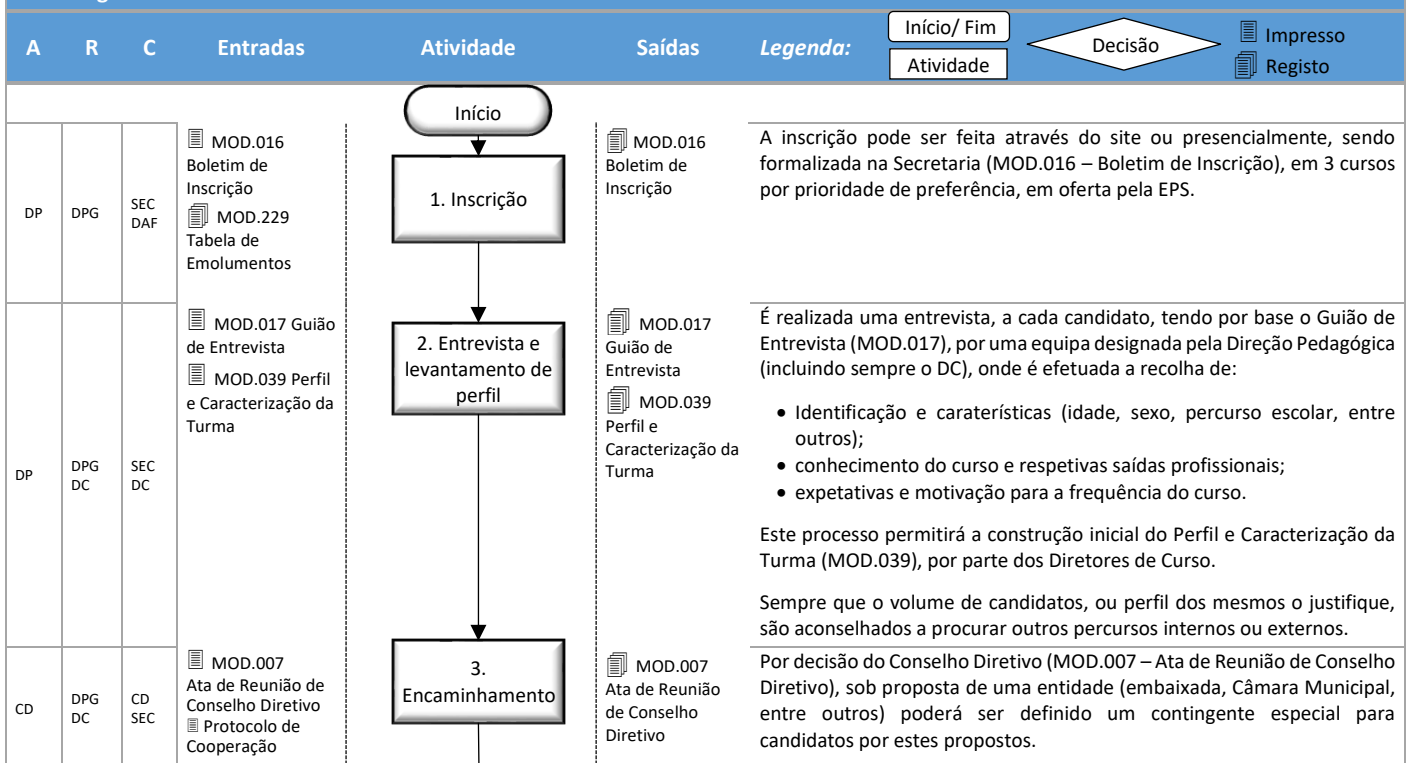 A R C Entradas Atividade Saídas Legenda: Início/ Fim Decisão Impresso
Atividade Registo
Início
DP
DPG
SEC
DAF
MOD.016
Boletim de
Inscrição
MOD.229
Tabela de
Emolumentos
1. Inscrição
MOD.016
Boletim de
Inscrição
A inscrição pode ser feita através do site ou presencialmente, sendo
formalizada na Secretaria (MOD.016 – Boletim de Inscrição), em 3 cursos
por prioridade de preferência, em oferta pela EPS.
DP
DPG
DC
SEC
DC
MOD.017 Guião
de Entrevista
MOD.039 Perfil
e Caracterização da
Turma
2. Entrevista e
levantamento de
perfil
MOD.017
Guião de
Entrevista
MOD.039
Perfil e
Caracterização da
Turma
É realizada uma entrevista, a cada candidato, tendo por base o Guião de
Entrevista (MOD.017), por uma equipa designada pela Direção Pedagógica
(incluindo sempre o DC), onde é efetuada a recolha de:
• Identificação e caraterísticas (idade, sexo, percurso escolar, entre
outros);
• conhecimento do curso e respetivas saídas profissionais;
• expetativas e motivação para a frequência do curso.
Este processo permitirá a construção inicial do Perfil e Caracterização da
Turma (MOD.039), por parte dos Diretores de Curso.
Sempre que o volume de candidatos, ou perfil dos mesmos o justifique,
são aconselhados a procurar outros percursos internos ou externos.
CD
DPG
DC
CD
SEC
MOD.007
Ata de Reunião de
Conselho Diretivo
Protocolo de
Cooperação
3.
Encaminhamento
MOD.007
Ata de Reunião
de Conselho
Diretivo
Por decisão do Conselho Diretivo (MOD.007 – Ata de Reunião de Conselho
Diretivo), sob proposta de uma entidade (embaixada, Câmara Municipal,
entre outros) poderá ser definido um contingente especial para
candidatos por estes propostos.